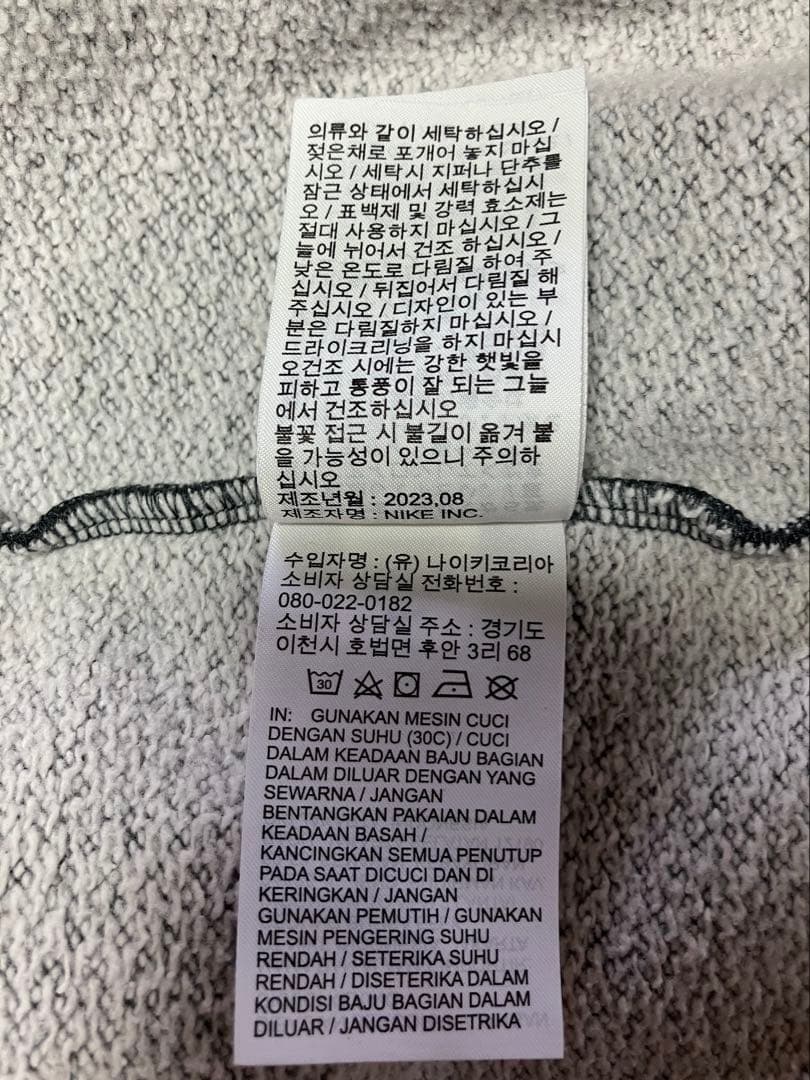 의류와 같이 세탁하십시오 /
젖은채로 포개어 놓지 마십
시오 / 세탁시 지퍼나 단추를
잠근 상태에서 세탁하십시
오 / 표백제 및 강력 효소제는
절대 사용하지 마십시오 / 그
늘에 뉘어서 건조 하십시오 /
낮은 온도로 다림질 하여 주
십시오 / 뒤집어서 다림질 해
주십시오 / 디자인이 있는 부
분은 다림질하지 마십시오 /
드라이크리닝을 하지 마십시
오건조 시에는 강한 햇빛을
피하고 통풍이 잘 되는 그늘
에서 건조하십시오
불꽃 접근 시 불길이 옮겨 붙
을 가능성이 있으니 주의하
십시오
제조년월 : 2023,08
제조자명 : NIKE INC.
수입자명 : (유) 나이키코리아
소비자 상담실 전화번호 :
080-022-0182
소비자 상담실 주소 : 경기도
이천시 호법면 후안 3리 68
30
IN: GUNAKAN MESIN CUCI
DENGAN SUHU (30C) / CUCI
DALAM KEADAAN BAJU BAGIAN
DALAM DILUAR DENGAN YANG
SEWARNA / JANGAN
BENTANGKAN PAKAIAN DALAM
KEADAAN BASAH /
KANCINGKAN SEMUA PENUTUP
PADA SAAT DICUCI DAN DI
KERINGKAN / JANGAN
GUNAKAN PEMUTIH / GUNAKAN
MESIN PENGERING SUHU
RENDAH / SETERIKA SUHU
RENDAH / DISETERIKA DALAM
KONDISI BAJU BAGIAN DALAM
DILUAR / JANGAN DISETRIKA